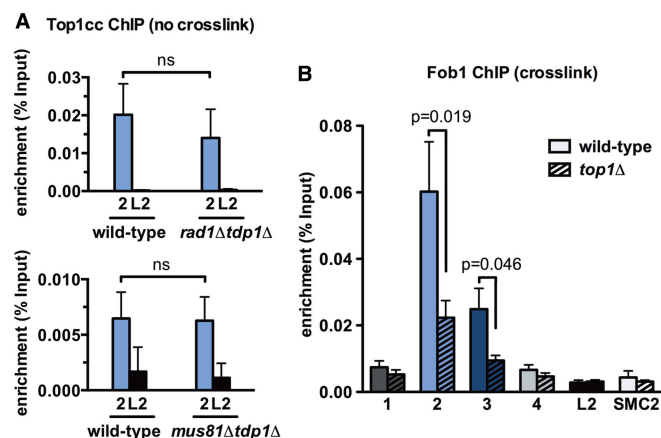 A Top1cc ChIP (no crosslink)
enrichment (% Input)
0.03
0.02
0.01
0.00
ns
2 L2 2 L2
wild-type rad1Δtdp1Δ
enrichment (% Input)
0.010
0.005
0.000
ns
2 L2 2 L2
wild-type mus81Δtdp1Δ
B Fob1 ChIP (crosslink)
enrichment (% Input)
0.08
0.06
0.04
0.02
0.00
p=0.019
p=0.046
wild-type
top1Δ
1 2 3 4 L2 SMC2